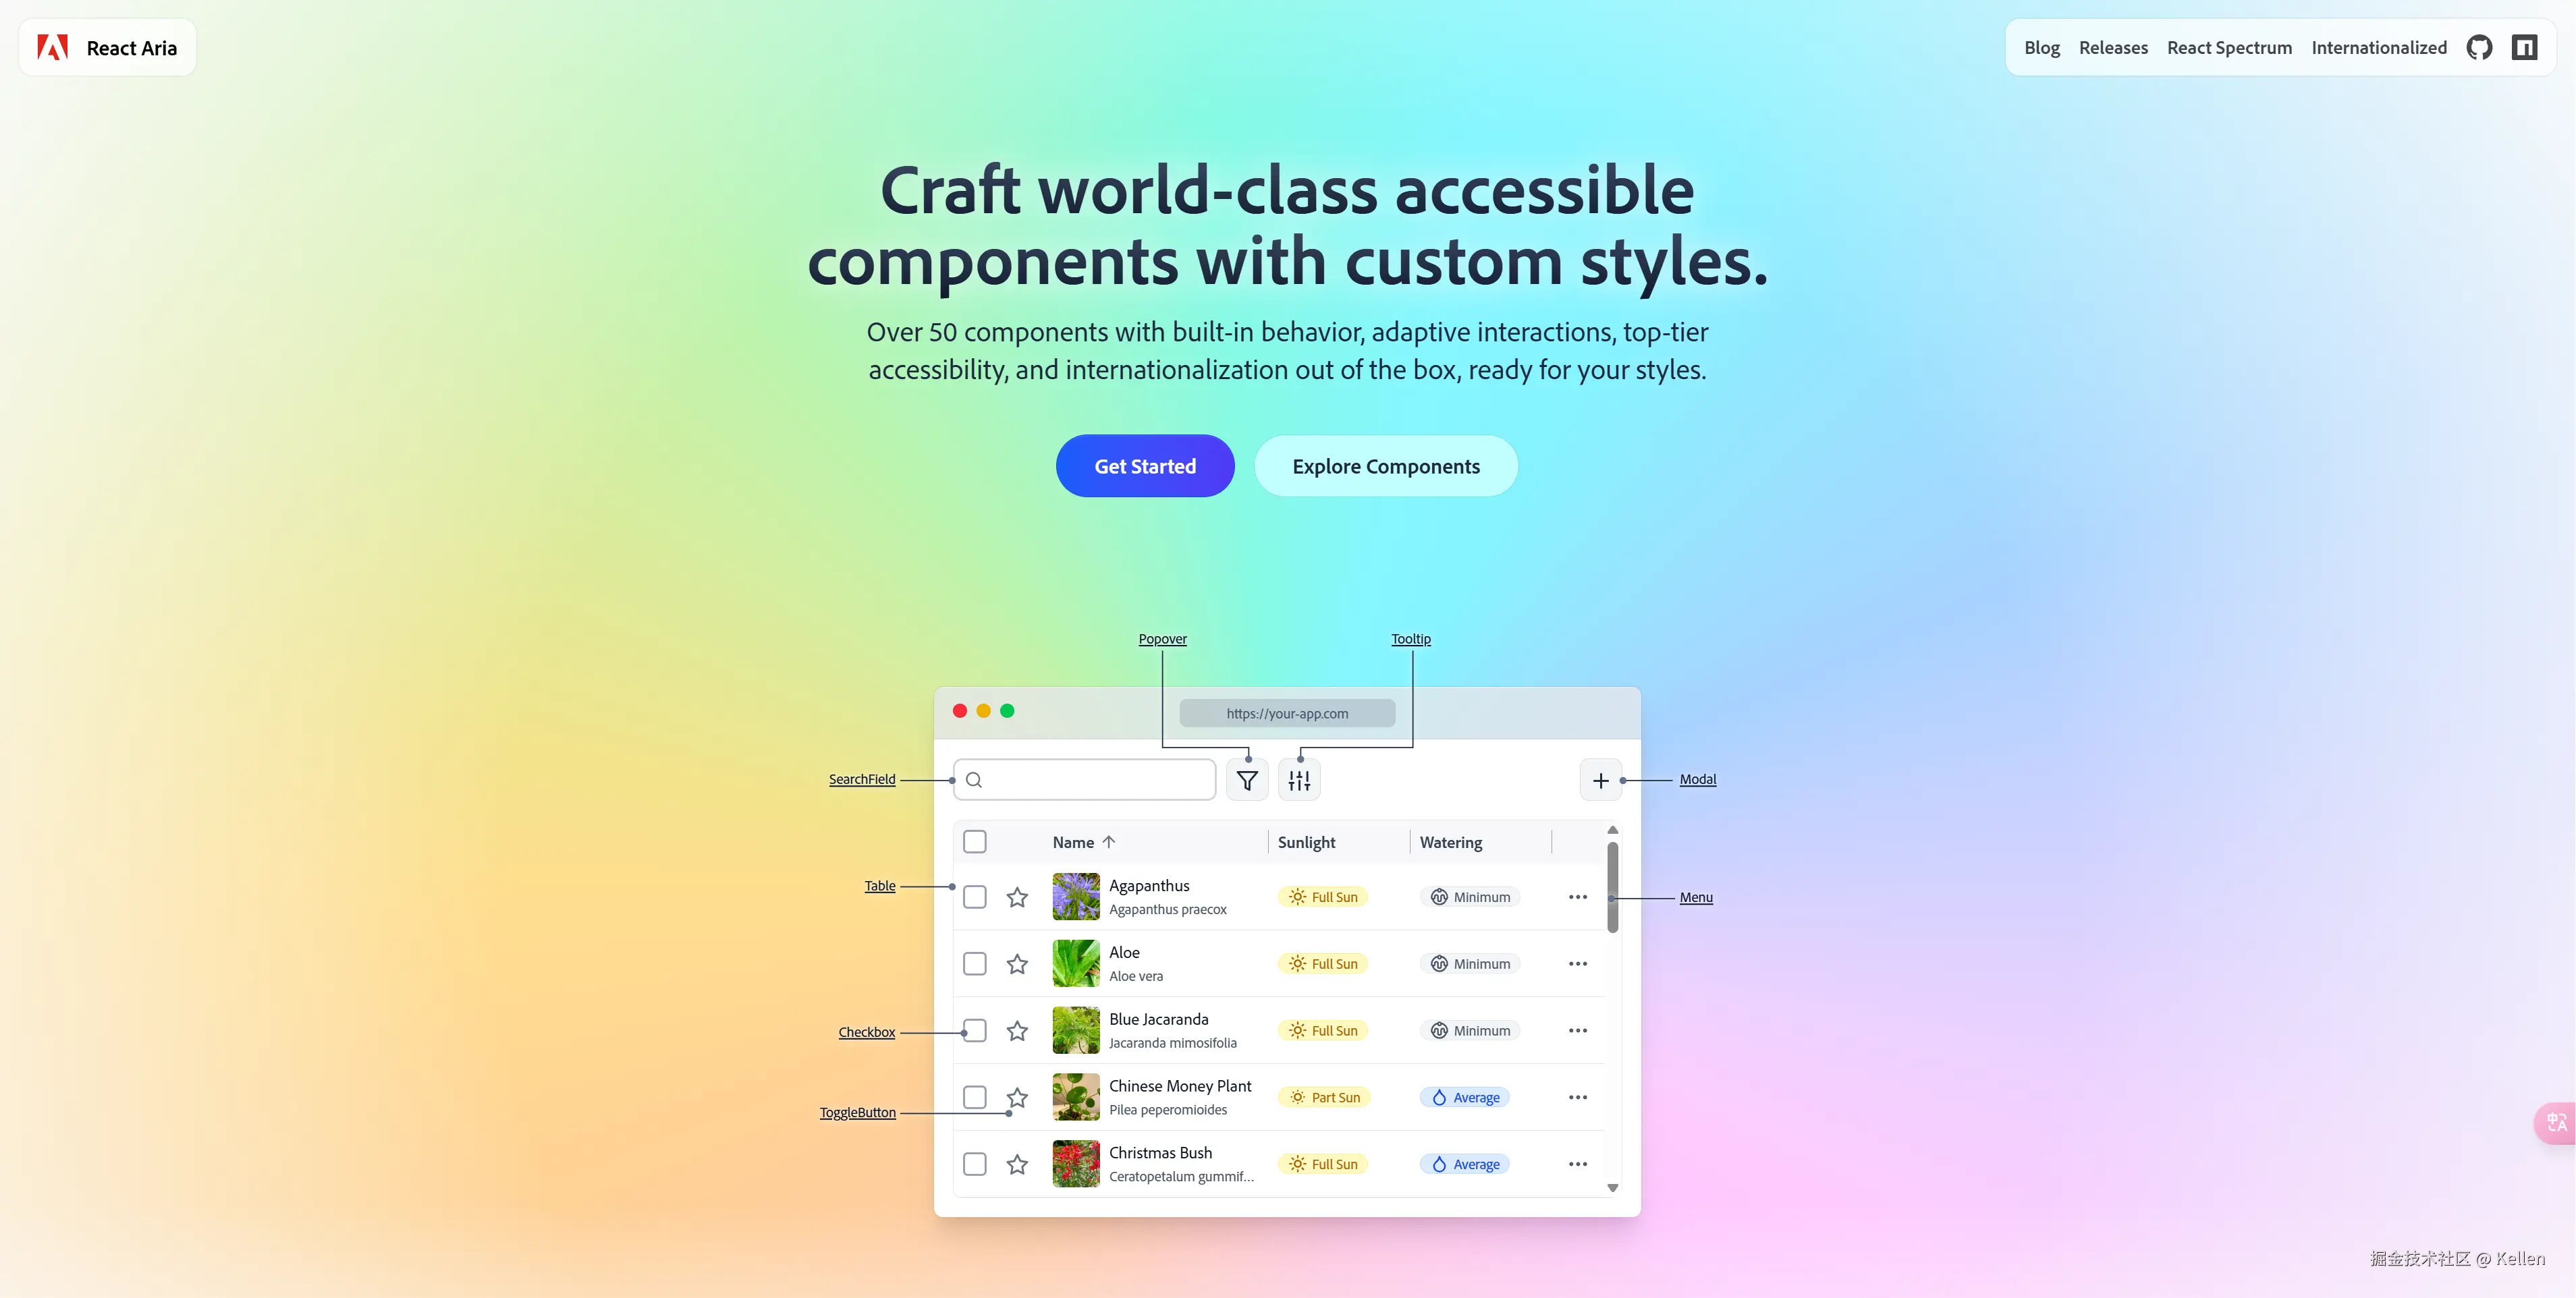 React Aria
Blog Releases React Spectrum Internationalized
Craft world-class accessible
components with custom styles.
Over 50 components with built-in behavior, adaptive interactions, top-tier
accessibility, and internationalization out of the box, ready for your styles.
Get Started
Explore Components
Popover
Tooltip
https://your-app.com
SearchField
Modal
Name
Sunlight
Watering
Table
Agapanthus
Agapanthus praecox
Full Sun
Minimum
Menu
Aloe
Aloe vera
Full Sun
Minimum
Checkbox
Blue Jacaranda
Jacaranda mimosifolia
Full Sun
Minimum
ToggleButton
Chinese Money Plant
Pilea peperomioides
Part Sun
Average
Christmas Bush
Ceratopetalum gummif...
Full Sun
Average
中A
掘金技术社区 @ Kellen